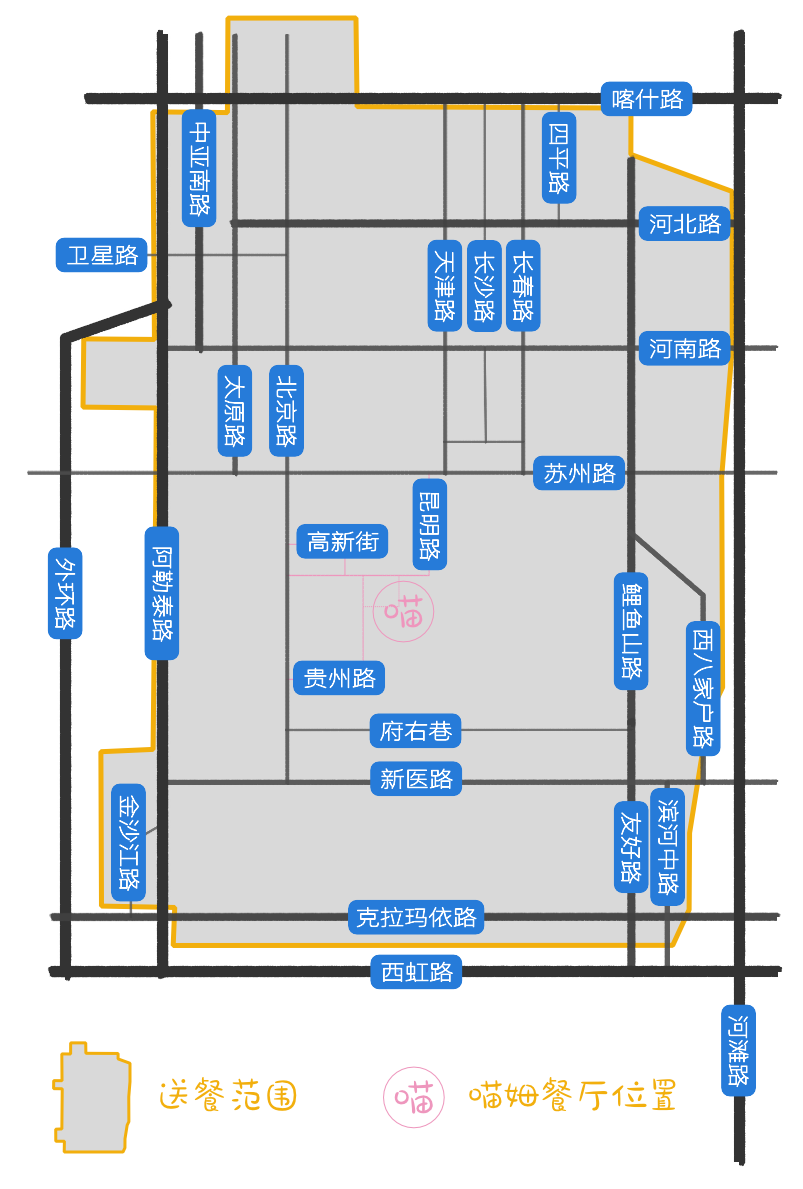 喀什路
中亚南路
四平路
河北路
卫星路
天津路
长沙路
长春路
河南路
太原路
北京路
苏州路
昆明路
高新街
外环路
阿勒泰路
鲤鱼山路
喵
西八家户路
贵州路
府右巷
新医路
金沙江路
友好路
滨河中路
克拉玛依路
西虹路
河滩路
送餐范围
喵
喵姆餐厅位置